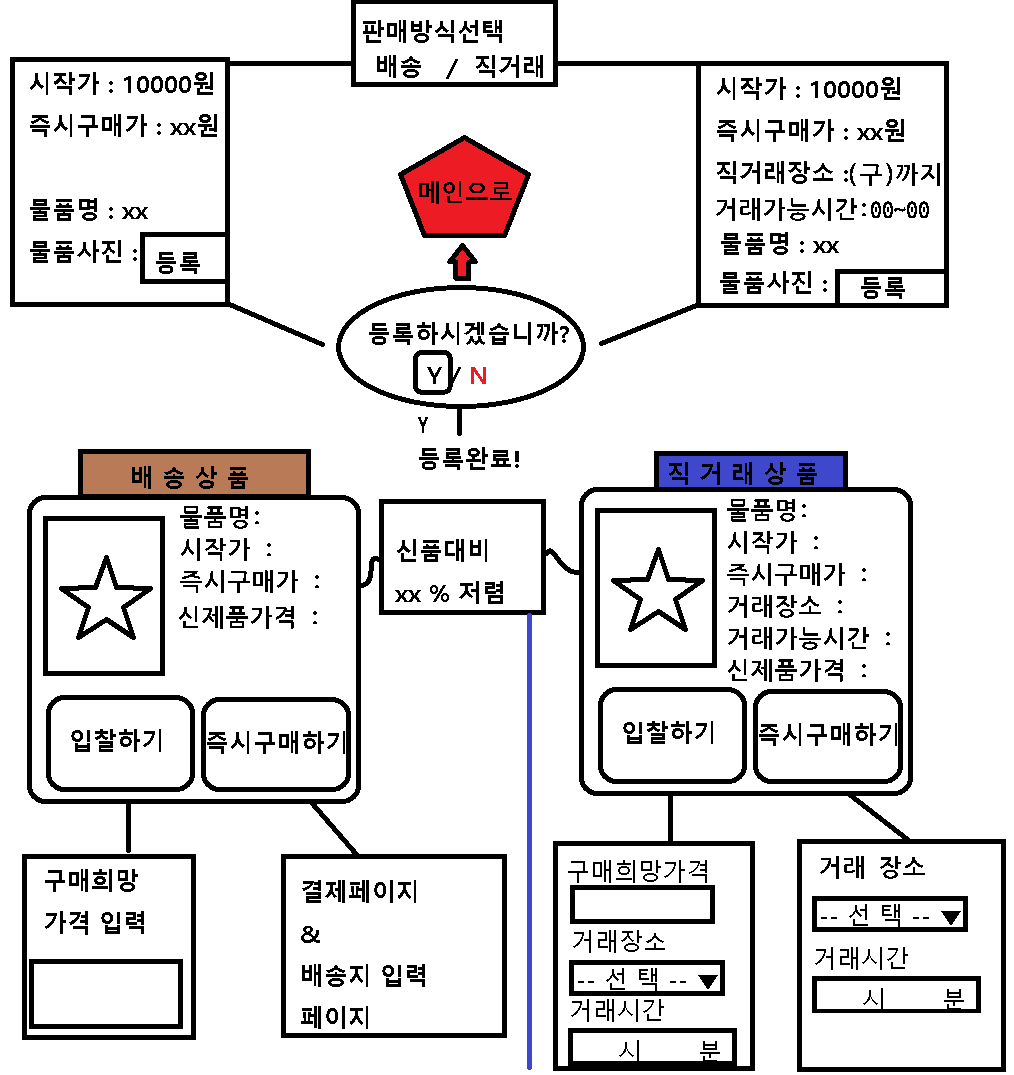 판매방식선택
배송 / 직거래
시작가 : 10000원
즉시구매가 : xx원
물품명 : xx
물품사진 :
등록
시작가 : 10000원
즉시구매가 : xx원
직거래장소 :(구)까지
거래가능시간:00~00
물품명 : xx
물품사진 :
등록
메인으로
등록하시겠습니까?
Y / N
Y
등록완료!
배 송 상 품
물품명:
시작가 :
즉시구매가 :
신제품가격 :
입찰하기
즉시구매하기
신품대비
xx % 저렴
직 거 래 상 품
물품명:
시작가 :
즉시구매가 :
거래장소 :
거래가능시간 :
신제품가격 :
입찰하기
즉시구매하기
구매희망
가격 입력
결제페이지
&
배송지 입력
페이지
구매희망가격
거래장소
-- 선 택 -- ▼
거래시간
시 분
거래 장소
-- 선 택 -- ▼
거래시간
시 분